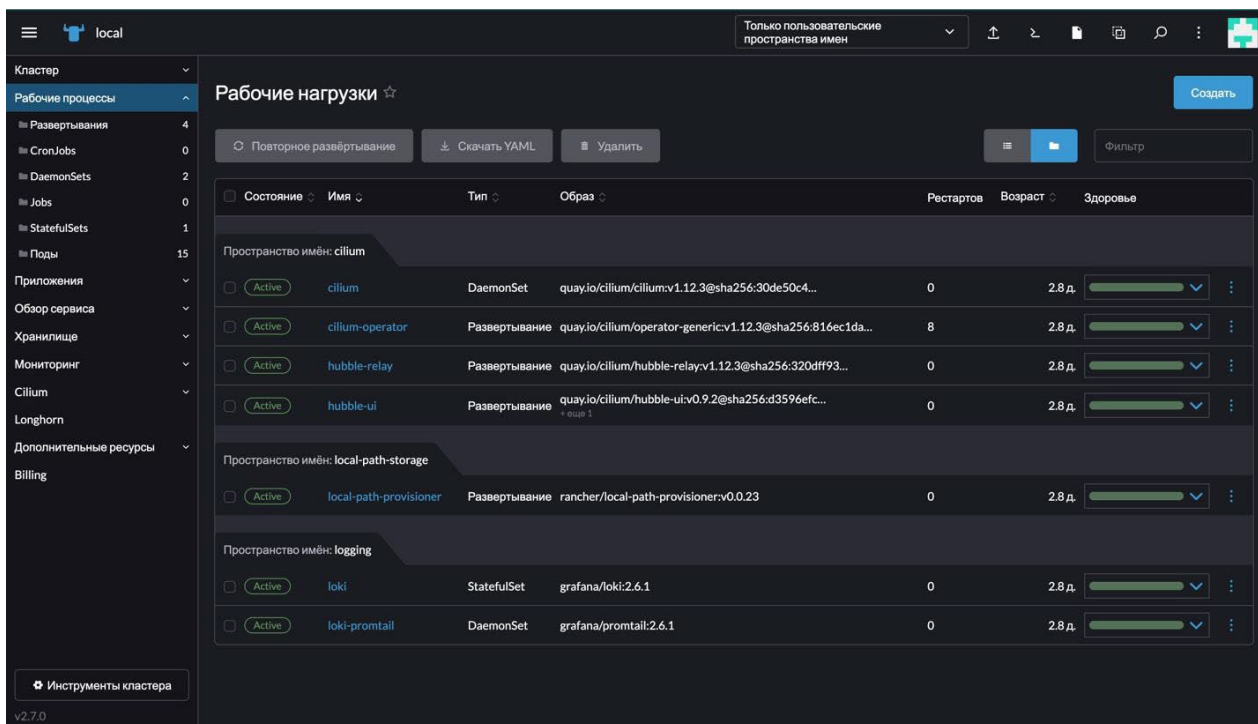 local
Только пользовательские
пространства имен
Кластер
Рабочие процессы
Развертывания 4
CronJobs 0
DaemonSets 2
Jobs 0
StatefulSets 1
Поды 15
Приложения
Обзор сервиса
Хранилище
Мониторинг
Cilium
Longhorn
Дополнительные ресурсы
Billing
Инструменты кластера
v2.7.0
Рабочие нагрузки
Создать
Повторное развёртывание Скачать YAML Удалить Фильтр
Состояние Имя Тип Образ Рестартов Возраст Здоровье
Пространство имён: cilium
Active cilium DaemonSet quay.io/cilium/cilium:v1.12.3@sha256:30de50c4... 0 2.8 д.
Active cilium-operator Развертывание quay.io/cilium/operator-generic:v1.12.3@sha256:816ec1da... 8 2.8 д.
Active hubble-relay Развертывание quay.io/cilium/hubble-relay:v1.12.3@sha256:320dff93... 0 2.8 д.
Active hubble-ui Развертывание quay.io/cilium/hubble-ui:v0.9.2@sha256:d3596efc... 0 2.8 д.
+ еще 1
Пространство имён: local-path-storage
Active local-path-provisioner Развертывание rancher/local-path-provisioner:v0.0.23 0 2.8 д.
Пространство имён: logging
Active loki StatefulSet grafana/loki:2.6.1 0 2.8 д.
Active loki-promtail DaemonSet grafana/promtail:2.6.1 0 2.8 д.